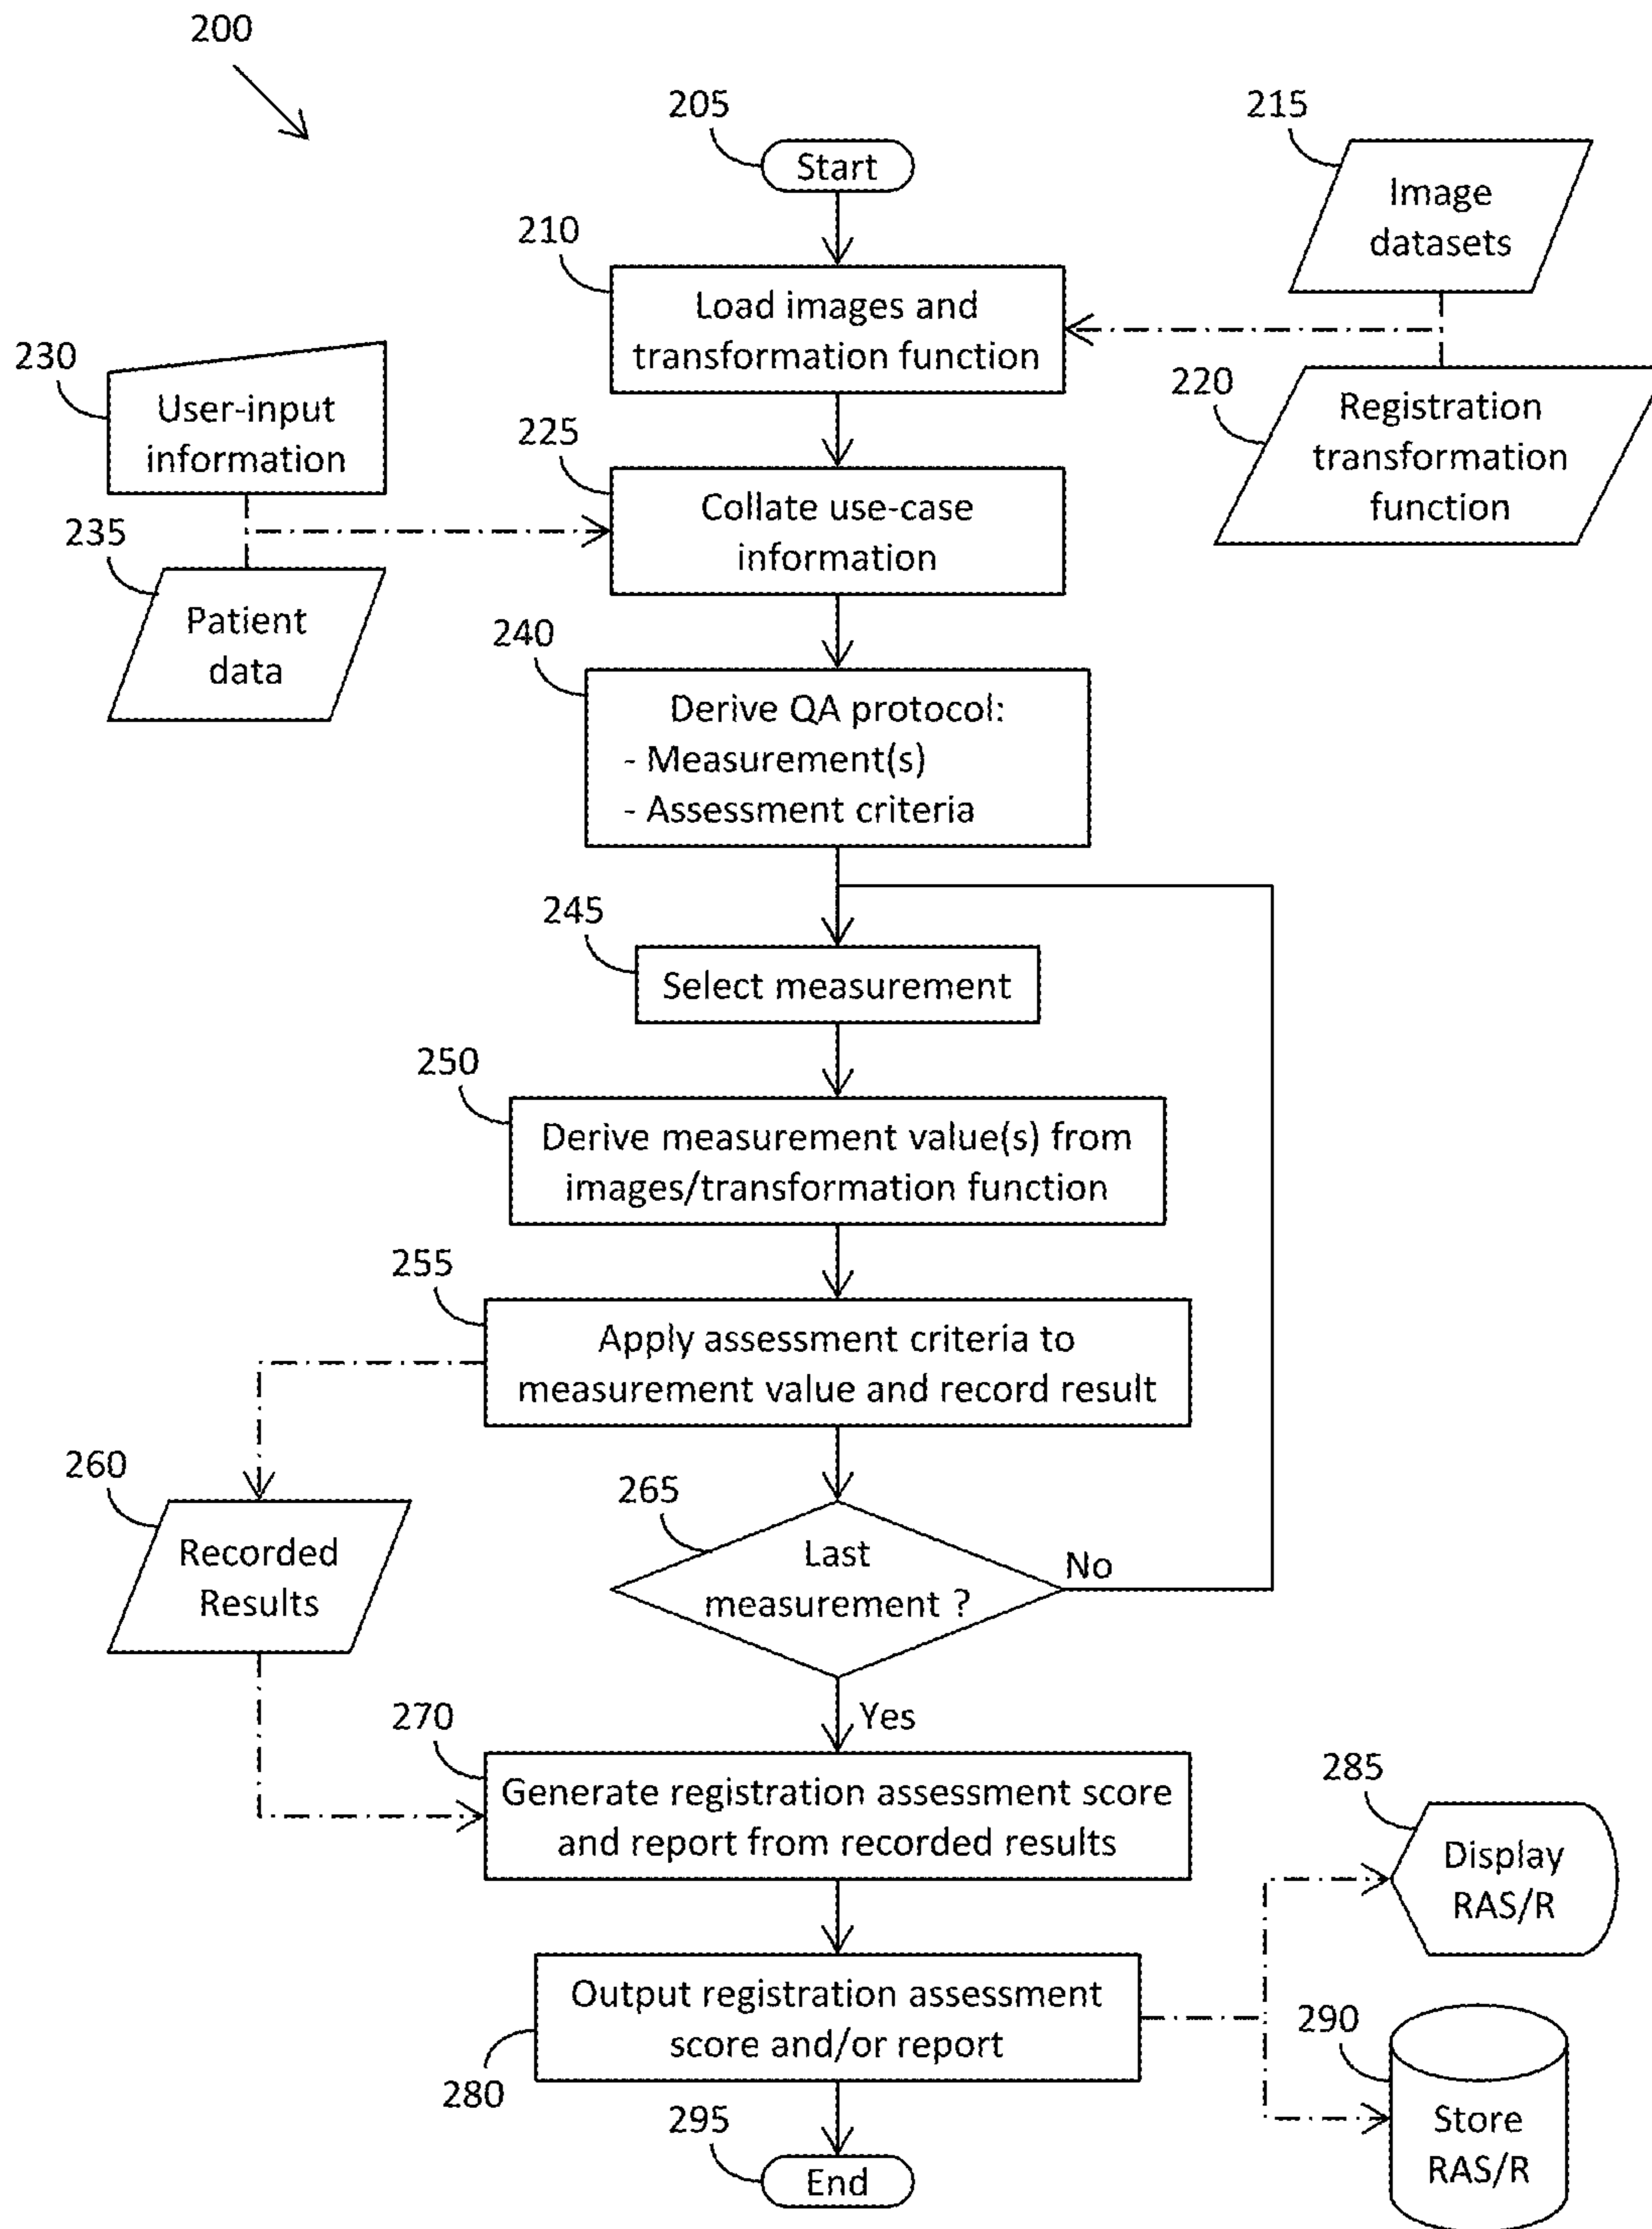 200
205
Start
215
Image
datasets
210
Load images and
transformation function
220
Registration
transformation
function
230
User-input
information
225
Collate use-case
information
235
Patient
data
240
Derive QA protocol:
- Measurement(s)
- Assessment criteria
245
Select measurement
250
Derive measurement value(s) from
images/transformation function
255
Apply assessment criteria to
measurement value and record result
260
Recorded
Results
265
Last
measurement ?
No
Yes
270
Generate registration assessment score
and report from recorded results
285
Display
RAS/R
280
Output registration assessment
score and/or report
290
Store
RAS/R
295
End